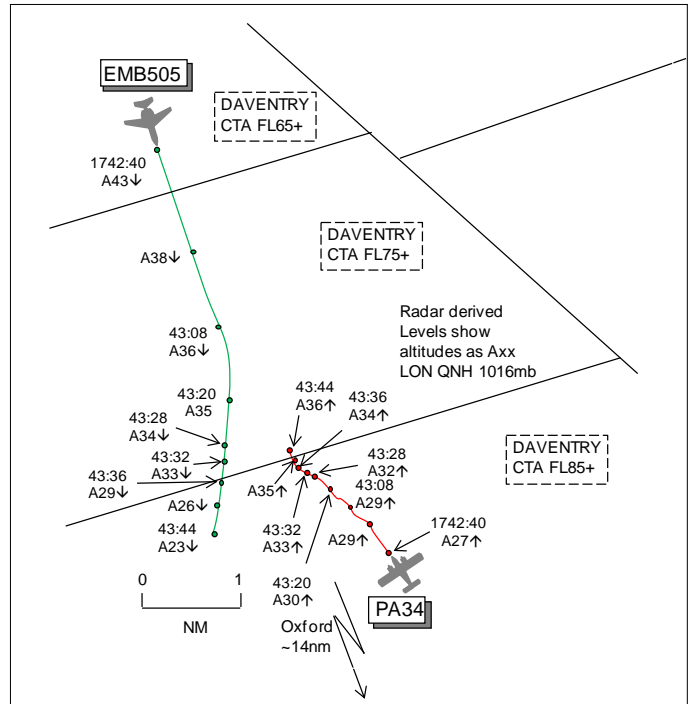 EMB505
DAVENTRY
CTA FL65+
1742:40
A43↓
DAVENTRY
CTA FL75+
A38↓
Radar derived
Levels show
altitudes as Axx
LON QNH 1016mb
43:08
A36↓
43:20
A35
43:44
A36↑
43:36
A34↑
43:28
A34↓
43:32
A33↓
43:28
A32↑
DAVENTRY
CTA FL85+
43:36
A29↓
A35↑
43:08
A29↑
A26↓
43:32
A33↑
A29↑
1742:40
A27↑
43:44
A23↓
43:20
A30↑
0
1
NM
PA34
Oxford
~14nm